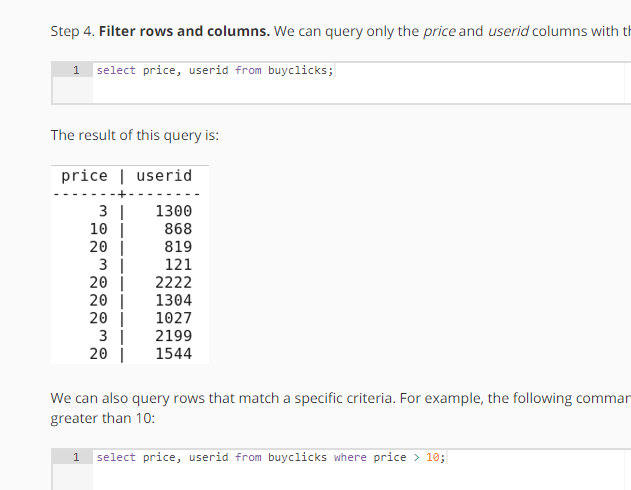 Step 4. Filter rows and columns. We can query only the price and userid columns with
1 select price, userid from buyclicks;
The result of this query is:
price | userid
-------+--------
3 | 1300
10 | 868
20 | 819
3 | 121
20 | 2222
20 | 1304
20 | 1027
3 | 2199
20 | 1544
We can also query rows that match a specific criteria. For example, the following
greater than 10:
1 select price, userid from buyclicks where price > 10;